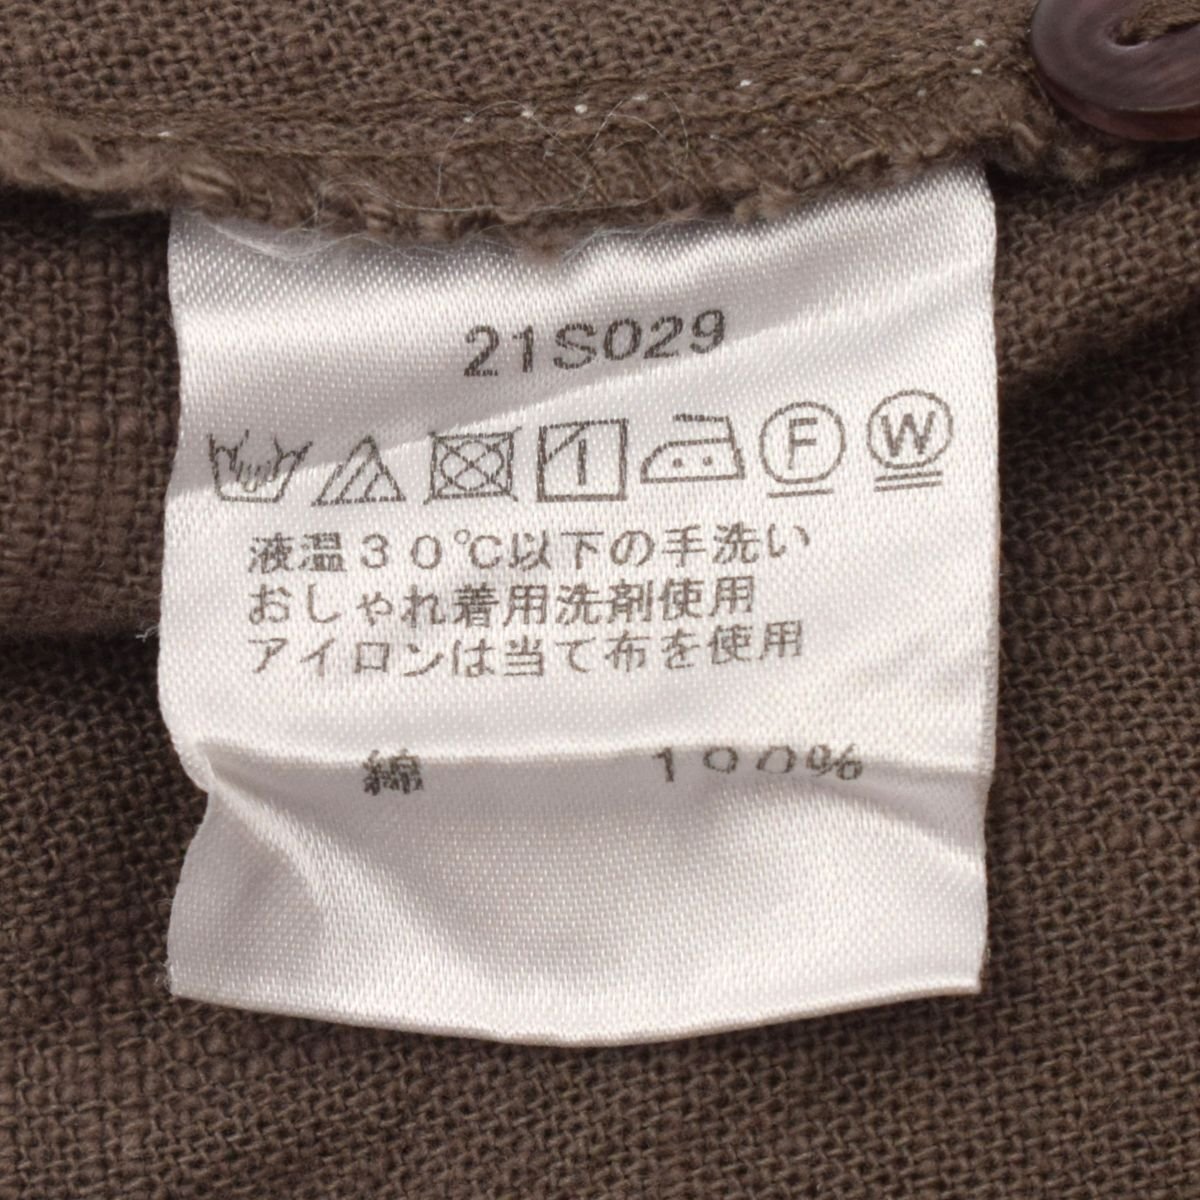 21S029
F W
液温30℃以下の手洗い
おしゃれ着用洗剤使用
アイロンは当て布を使用
綿 100%